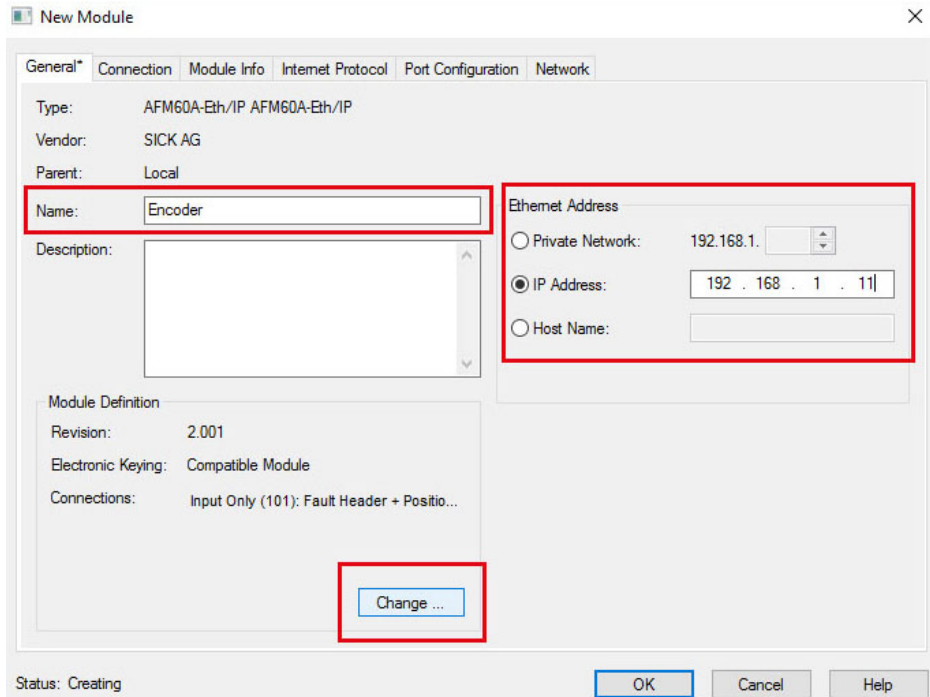 New Module
General* Connection Module Info Internet Protocol Port Configuration Network
Type: AFM60A-Eth/IP AFM60A-Eth/IP
Vendor: SICK AG
Parent: Local
Name: Encoder
Description:
Ethernet Address
Private Network: 192.168.1.
IP Address: 192 . 168 . 1 . 11
Host Name:
Module Definition
Revision: 2.001
Electronic Keying: Compatible Module
Connections: Input Only (101): Fault Header + Positio...
Change ...
Status: Creating
OK Cancel Help